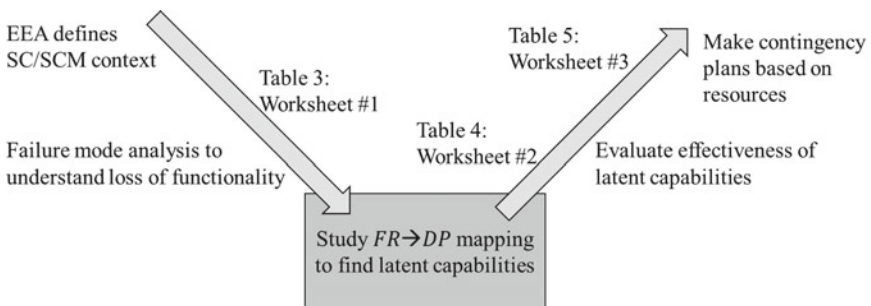 EEA defines
SC/SCM context
Table 3:
Worksheet #1
Failure mode analysis to
understand loss of functionality
Study FR→DP mapping
to find latent capabilities
Table 4:
Worksheet #2
Evaluate effectiveness of
latent capabilities
Table 5:
Worksheet #3
Make contingency
plans based on
resources